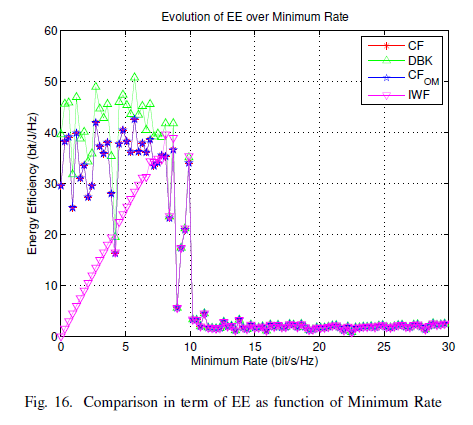 Evolution of EE over Minimum Rate
60
50
40
30
20
10
0
Energy Efficiency (bit/J/Hz)
CF
DBK
CF_OM
IWF
0 5 10 15 20 25 30
Minimum Rate (bit/s/Hz)
Fig. 16. Comparison in term of EE as function of Minimum Rate